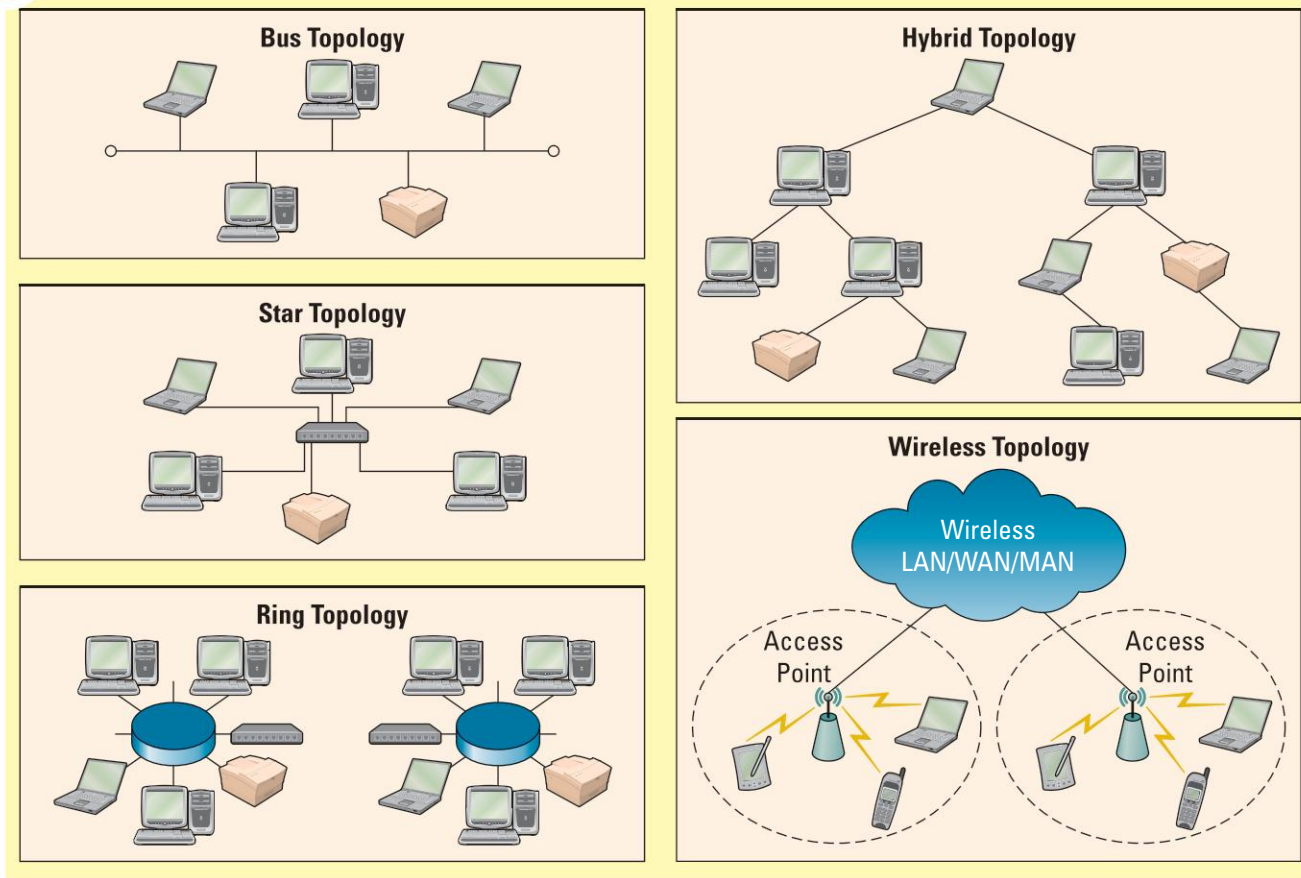 Bus Topology
Star Topology
Ring Topology
Hybrid Topology
Wireless Topology
Wireless
LAN/WAN/MAN
Access
Point
Access
Point